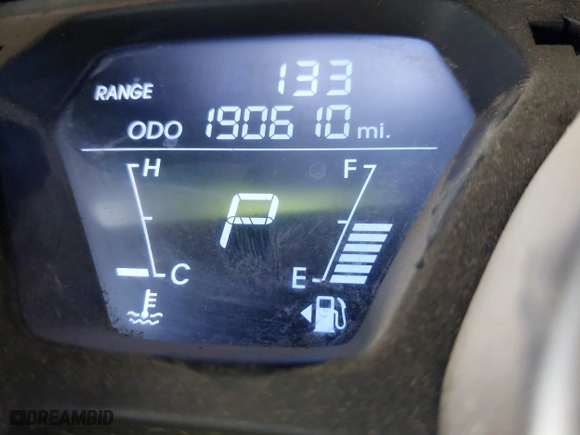 RANGE 133
ODO 190610 mi.
H F
P
C E
DREAMBID